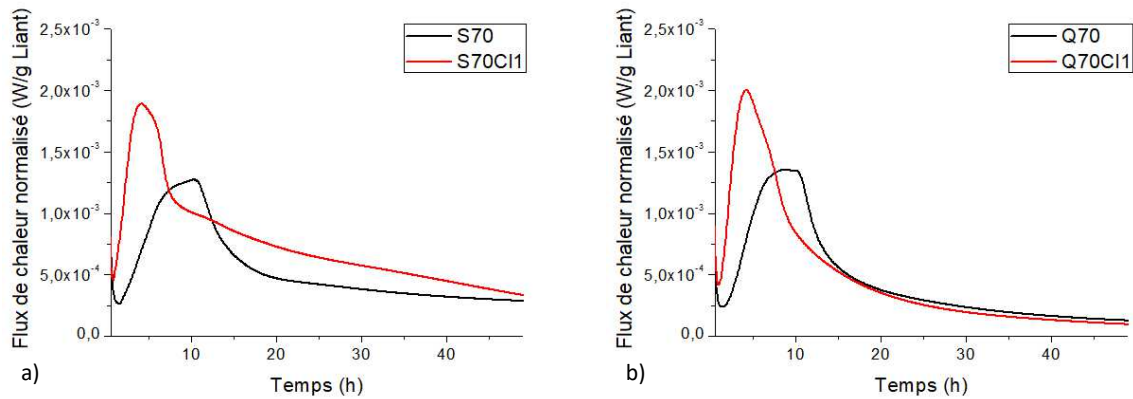 Flux de chaleur normalisé (W/g Liant)
2,5x10⁻³
2,0x10⁻³
1,5x10⁻³
1,0x10⁻³
5,0x10⁻⁴
0,0
S70
S70Cl1
10 20 30 40
Temps (h)
a)
Flux de chaleur normalisé (W/g Liant)
2,5x10⁻³
2,0x10⁻³
1,5x10⁻³
1,0x10⁻³
5,0x10⁻⁴
0,0
Q70
Q70Cl1
10 20 30 40
Temps (h)
b)